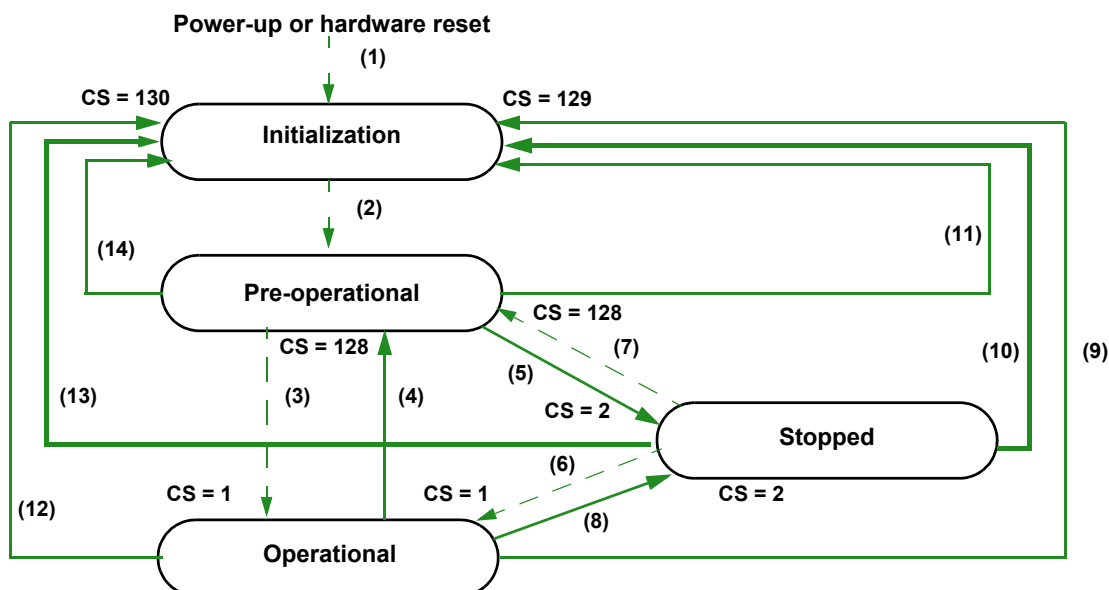 Power-up or hardware reset
(1)
CS = 130
CS = 129
Initialization
(2)
(14)
(11)
Pre-operational
CS = 128
CS = 128
(7)
(10)
(9)
(5)
(13)
(3)
(4)
CS = 2
Stopped
(6)
CS = 1
CS = 1
CS = 2
(12)
(8)
Operational